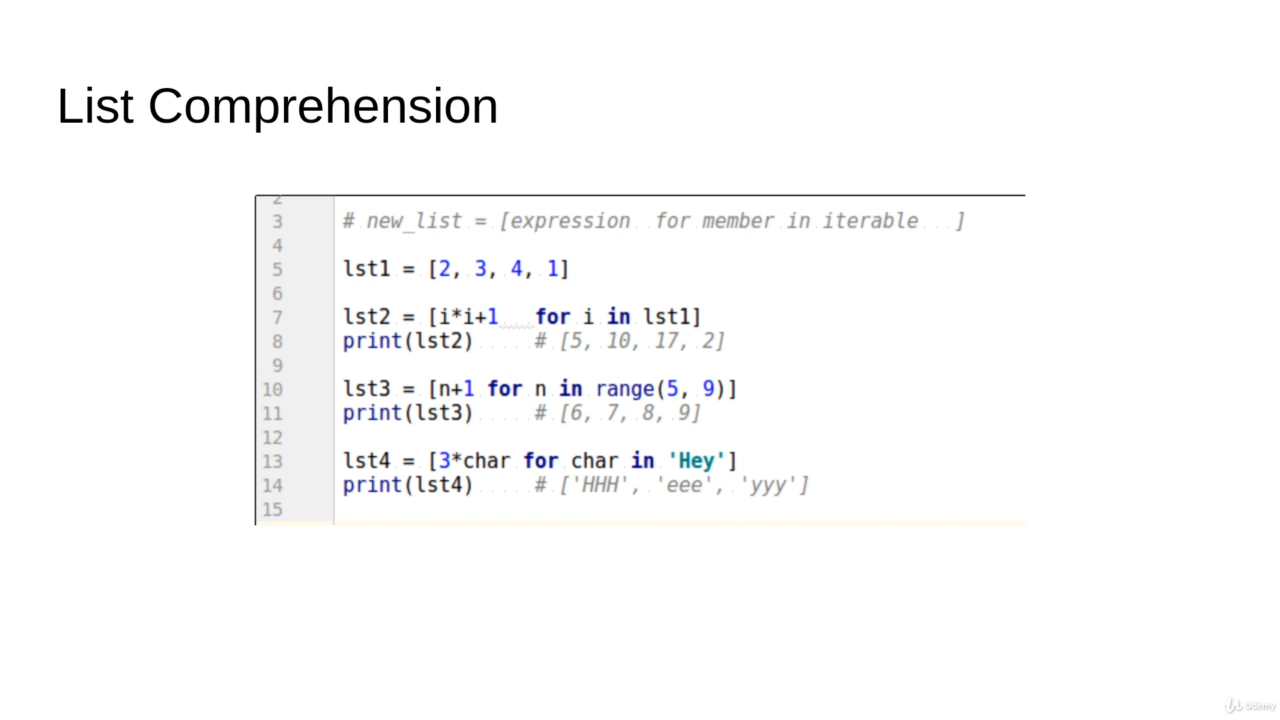 List Comprehension
2
3 # new_list = [expression  for member in iterable   ]
4
5 lst1 = [2, 3, 4, 1]
6
7 lst2 = [i*i+1   for i in lst1]
8 print(lst2)     # [5, 10, 17, 2]
9
10 lst3 = [n+1 for n in range(5, 9)]
11 print(lst3)     # [6, 7, 8, 9]
12
13 lst4 = [3*char for char in 'Hey']
14 print(lst4)     # ['HHH', 'eee', 'yyy']
15
Udemy